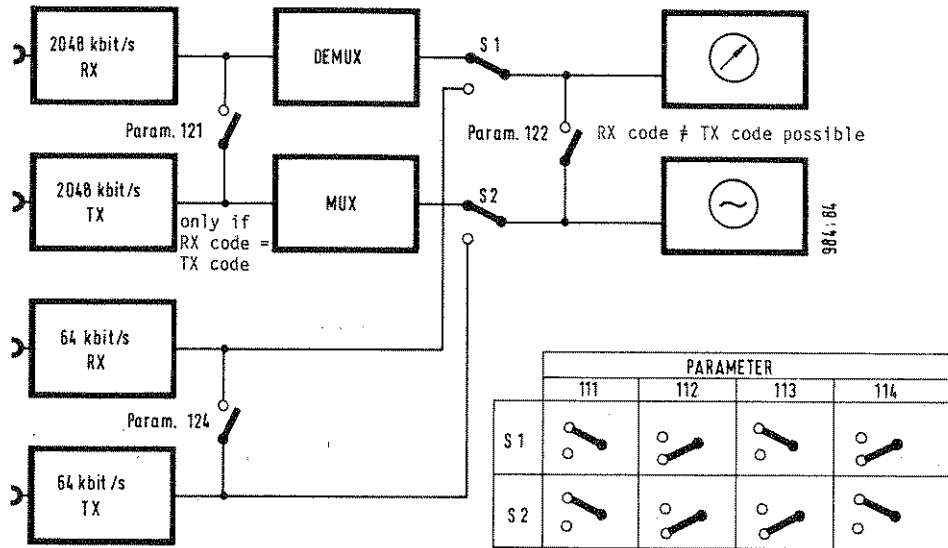 2048 kbit/s
RX
DEMUX
S 1
Param. 121
Param. 122
RX code ≠ TX code possible
2048 kbit/s
TX
MUX
S2
only if
RX code =
TX code
984:84
64 kbit/s
RX
Param. 124
64 kbit/s
TX
PARAMETER
111 112 113 114
S 1
S 2